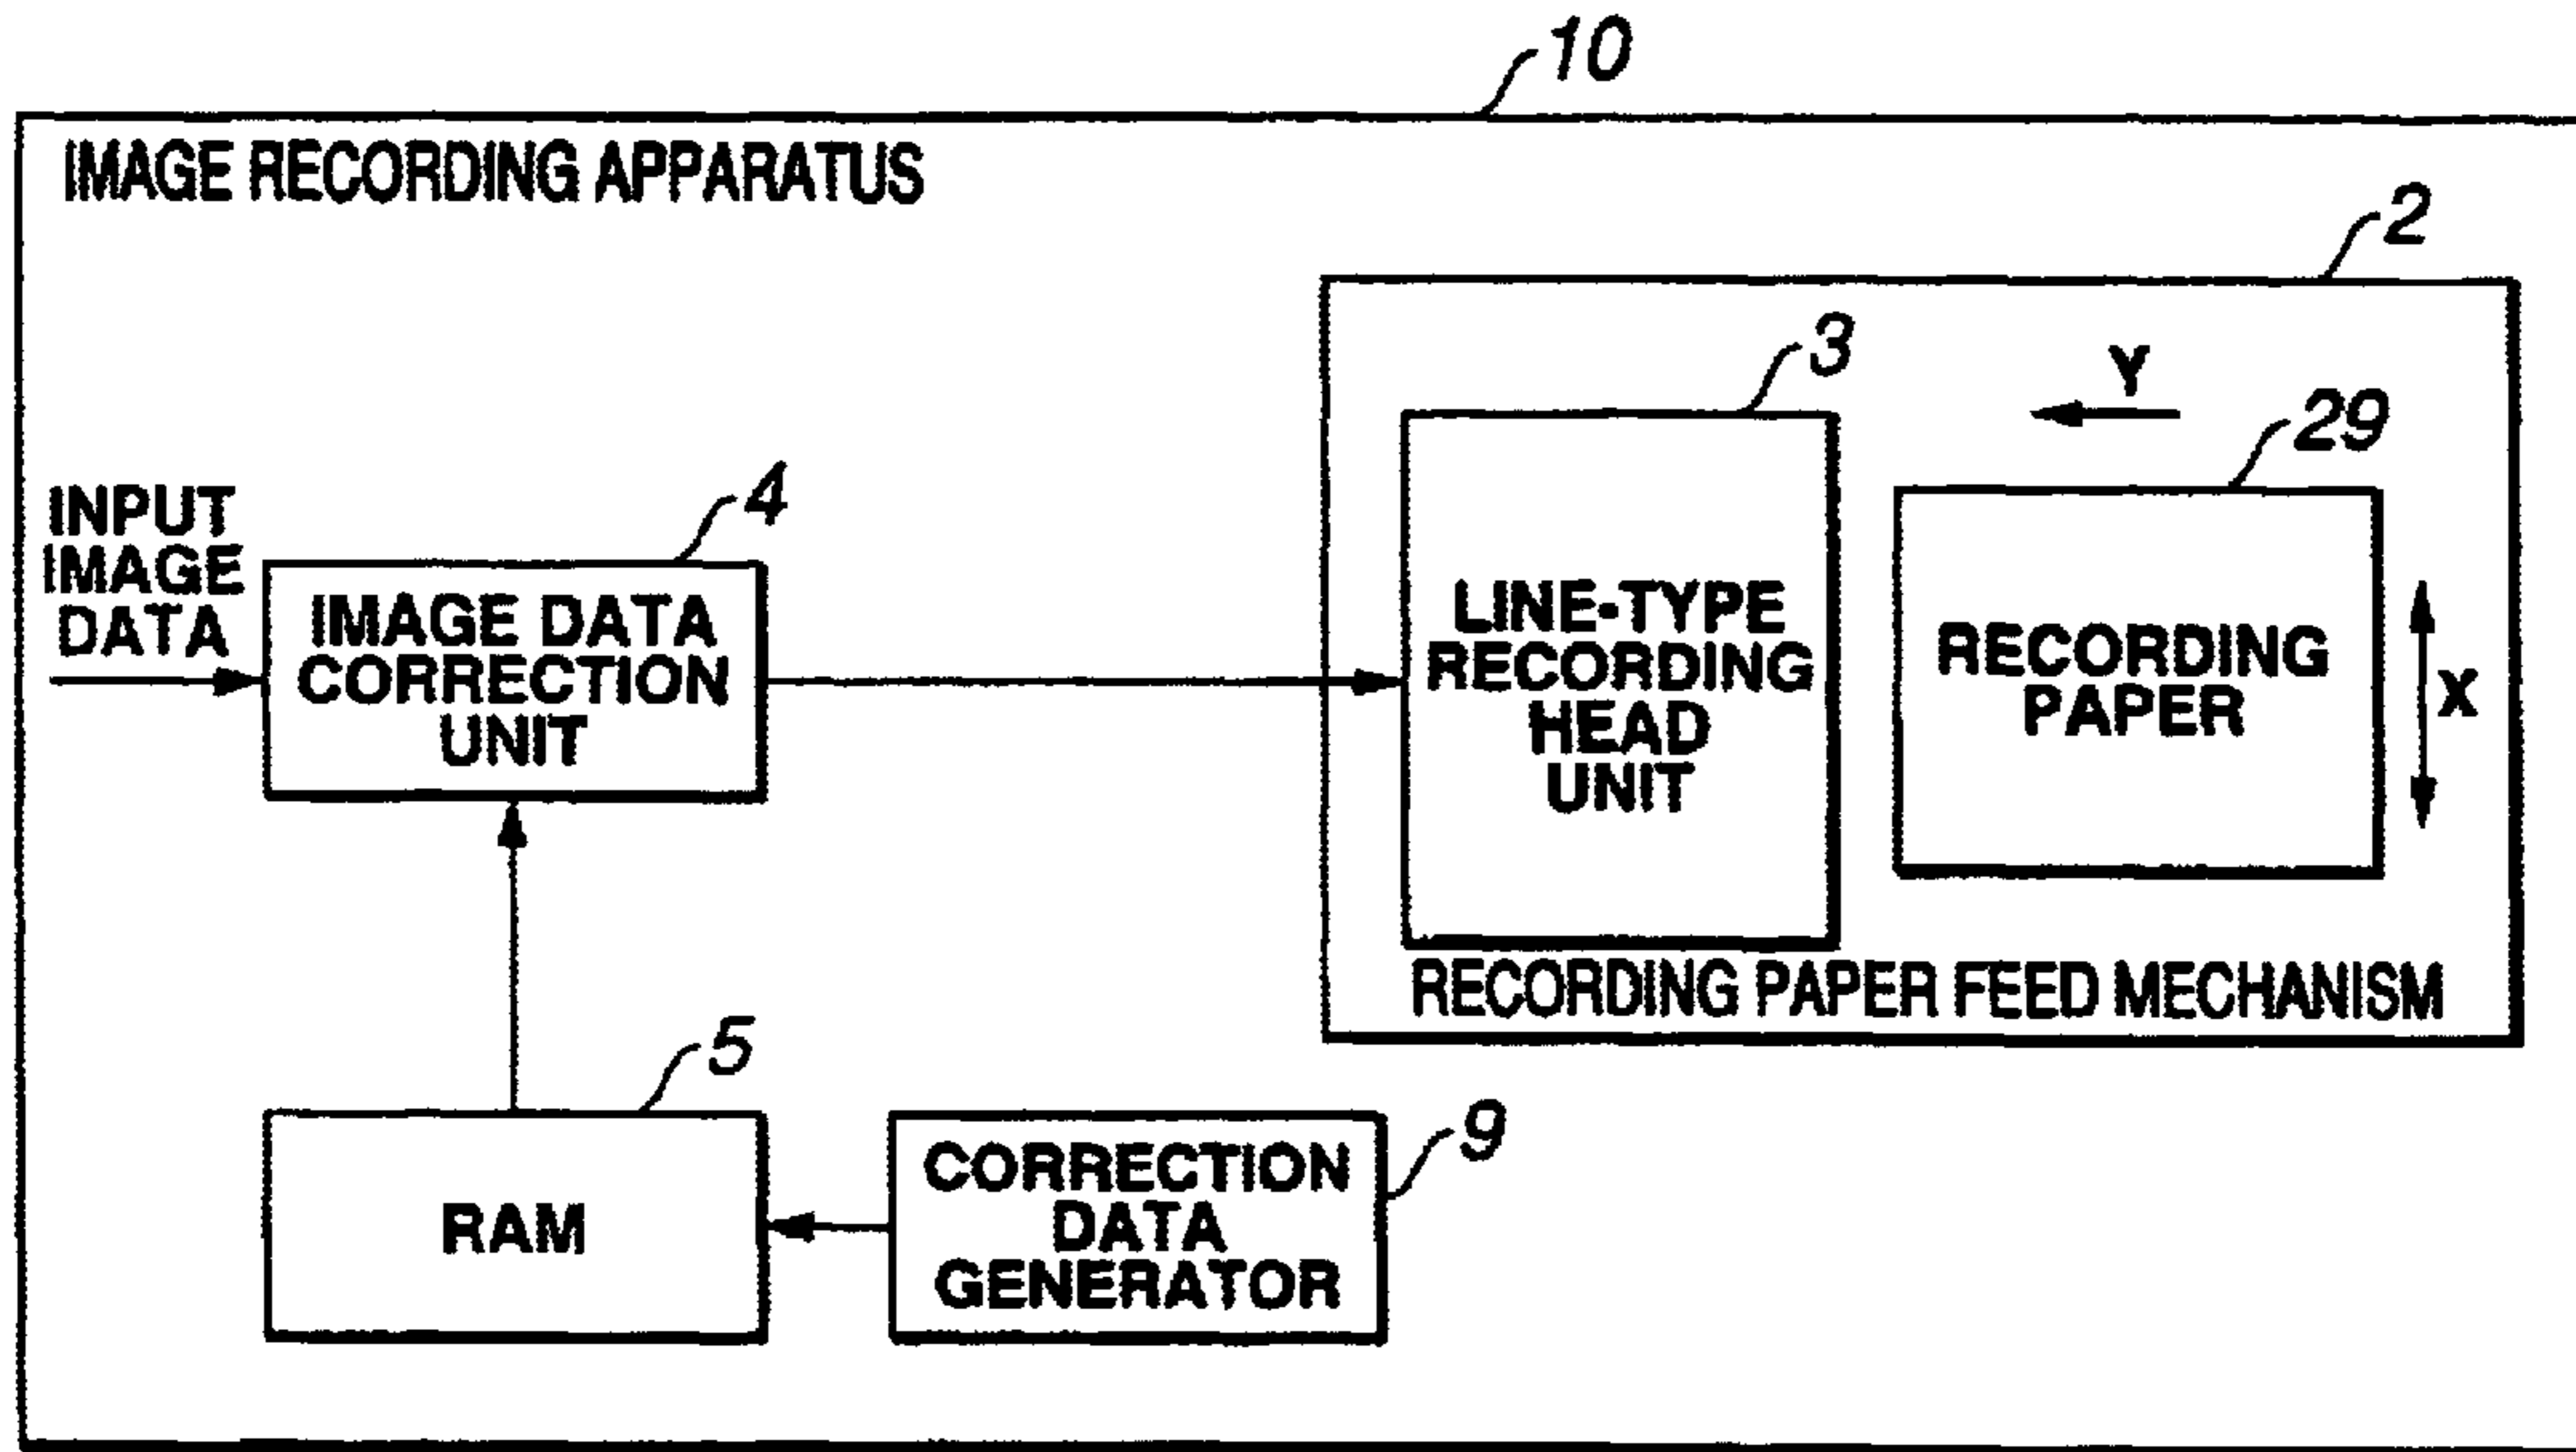 10
IMAGE RECORDING APPARATUS
2
3
Y
29
4
INPUT
IMAGE
DATA
IMAGE DATA
CORRECTION
UNIT
LINE-TYPE
RECORDING
HEAD
UNIT
RECORDING
PAPER
X
RECORDING PAPER FEED MECHANISM
5
RAM
9
CORRECTION
DATA
GENERATOR